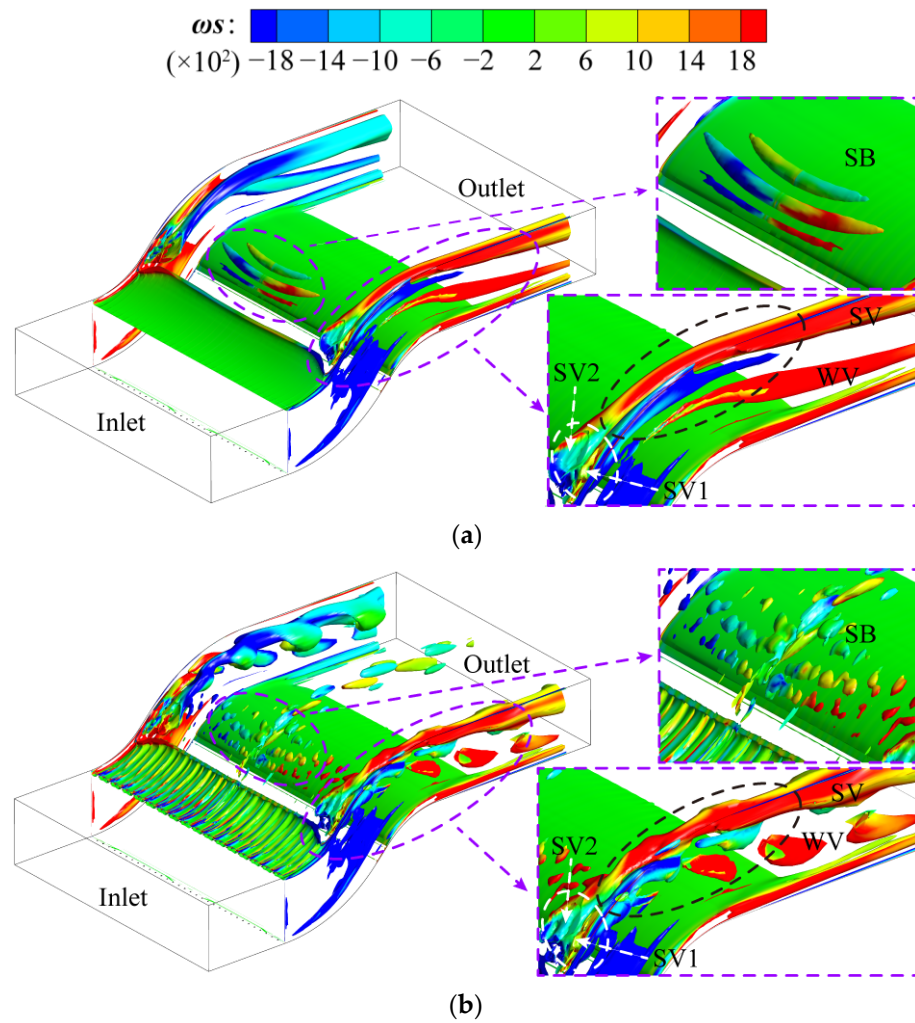 ωs:
(×10²) −18 −14 −10 −6 −2 2 6 10 14 18
SB
Outlet
SV
SV2
WV
Inlet
SV1
(a)
SB
Outlet
SV
WV
SV2
Inlet
SV1
(b)